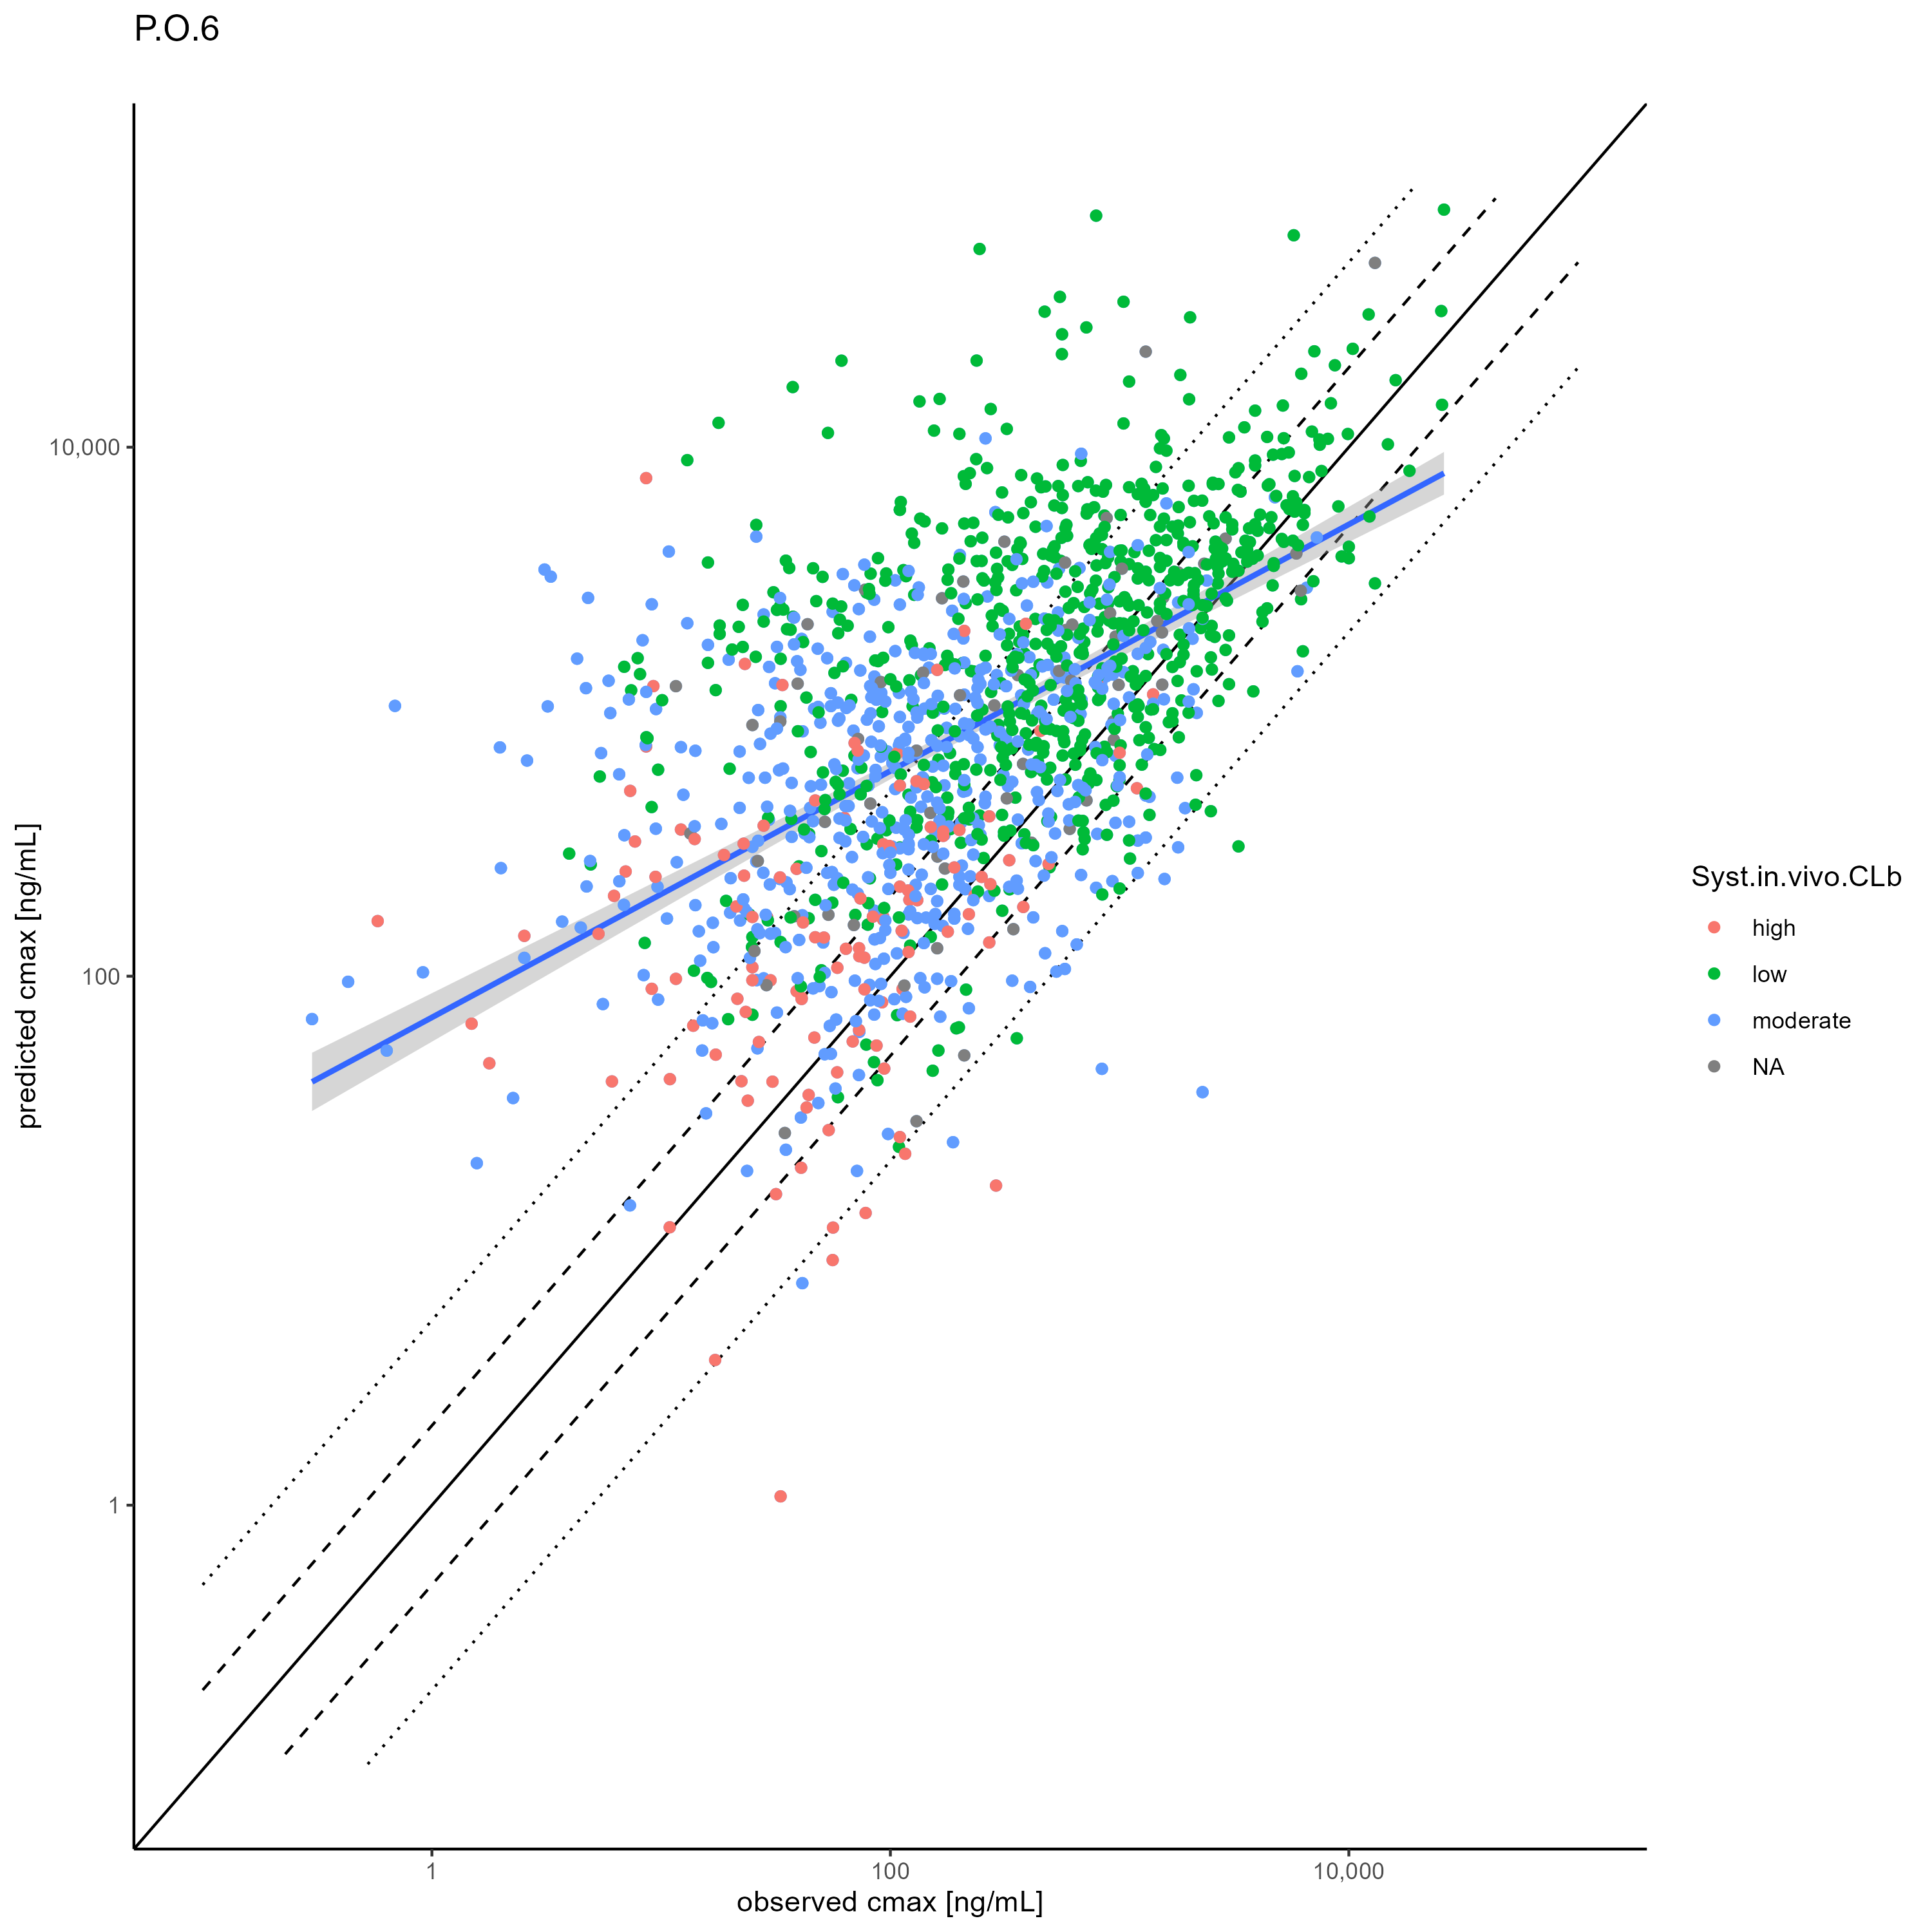 P.O.6
predicted cmax [ng/mL]
10,000
100
1
1
100
10,000
observed cmax [ng/mL]
Syst.in.vivo.CLb
high
low
moderate
NA